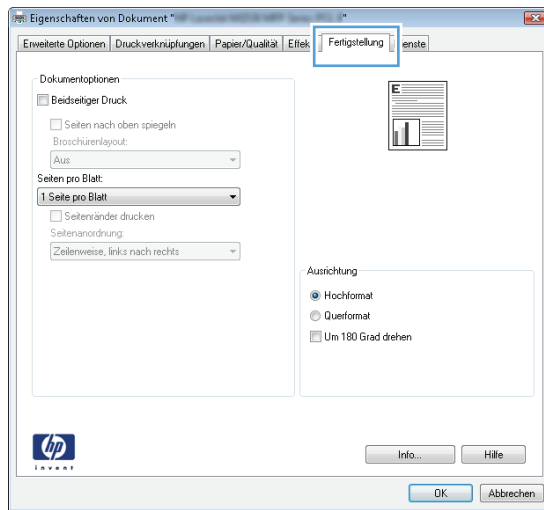 Eigenschaften von Dokument "
Erweiterte Optionen Druckverknüpfungen Papier/Qualität Effek Fertigstellung enste
Dokumentoptionen
Beidseitiger Druck
Seiten nach oben spiegeln
Broschürenlayout:
Aus
Seiten pro Blatt:
1 Seite pro Blatt
Seitenränder drucken
Seitenanordnung:
Zeilenweise, links nach rechts
E
Ausrichtung
Hochformat
Querformat
Um 180 Grad drehen
hp
invent
Info... Hilfe
OK Abbrechen